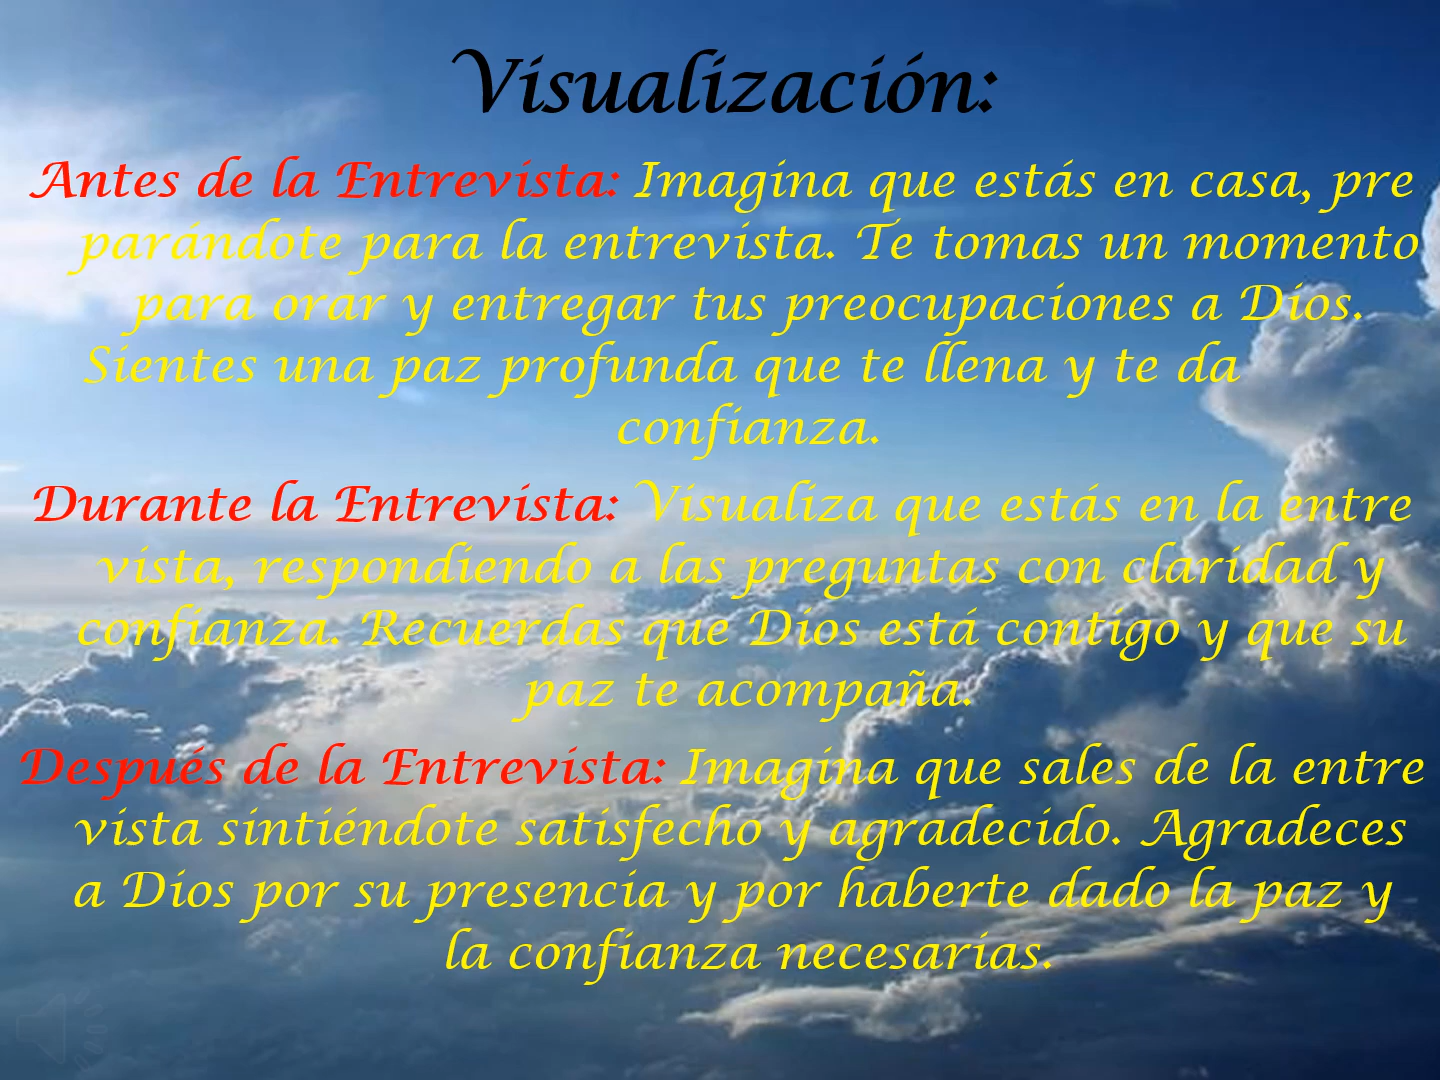 Visualización:
Antes de la Entrevista: Imagina que estás en casa, pre
parándote para la entrevista. Te tomas un momento
para orar y entregar tus preocupaciones a Dios.
Sientes una paz profunda que te llena y te da
confianza.
Durante la Entrevista: Visualiza que estás en la entre
vista, respondiendo a las preguntas con claridad y
confianza. Recuerdas que Dios está contigo y que su
paz te acompaña.
Después de la Entrevista: Imagina que sales de la entre
vista sintiéndote satisfecho y agradecido. Agradeces
a Dios por su presencia y por haberte dado la paz y
la confianza necesarias.